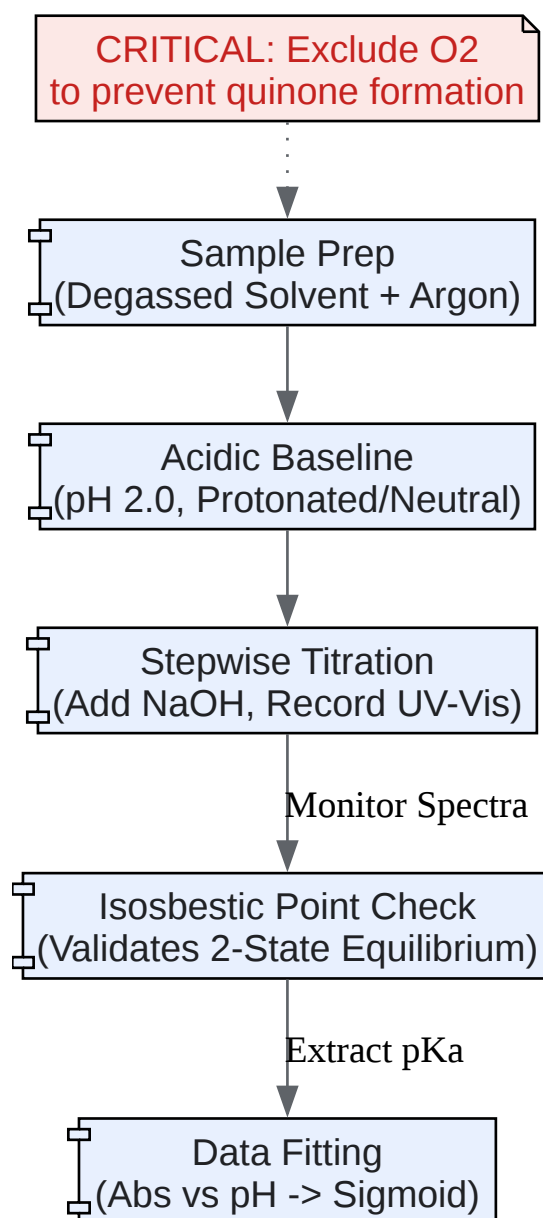 CRITICAL: Exclude O2
to prevent quinone formation
Sample Prep
(Degassed Solvent + Argon)
Acidic Baseline
(pH 2.0, Protonated/Neutral)
Stepwise Titration
(Add NaOH, Record UV-Vis)
Monitor Spectra
Isosbestic Point Check
(Validates 2-State Equilibrium)
Extract pKa
Data Fitting
(Abs vs pH -> Sigmoid)